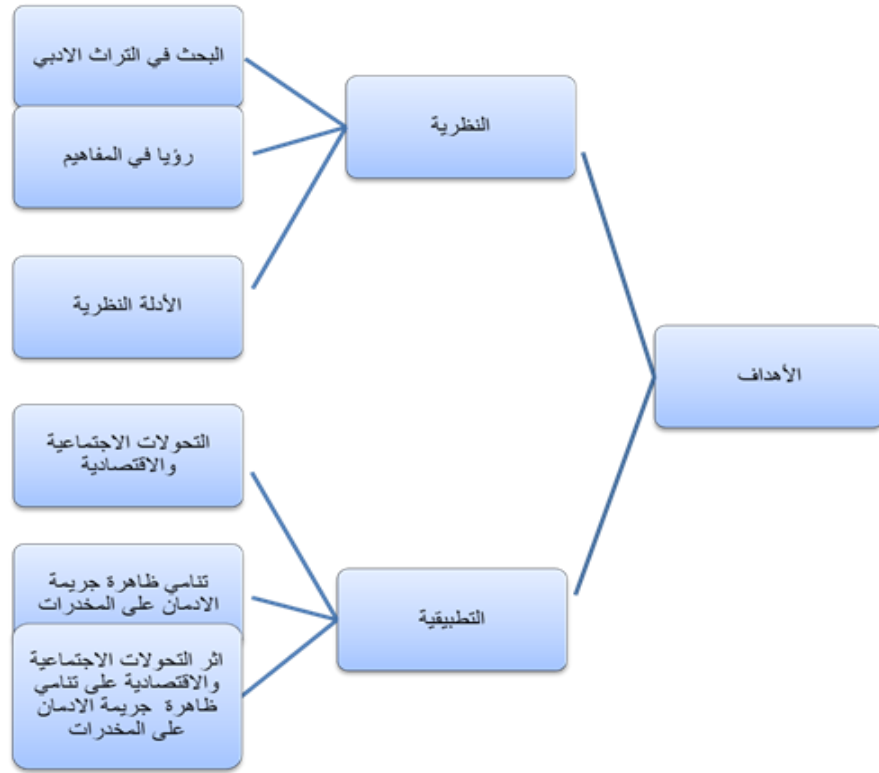 الأهداف
النظرية
البحث في التراث الادبي
رؤيا في المفاهيم
الأدلة النظرية
التطبيقية
التحولات الاجتماعية
والاقتصادية
تنامي ظاهرة جريمة
الادمان على المخدرات
اثر التحولات الاجتماعية
والاقتصادية على تنامي
ظاهرة جريمة الادمان
على المخدرات